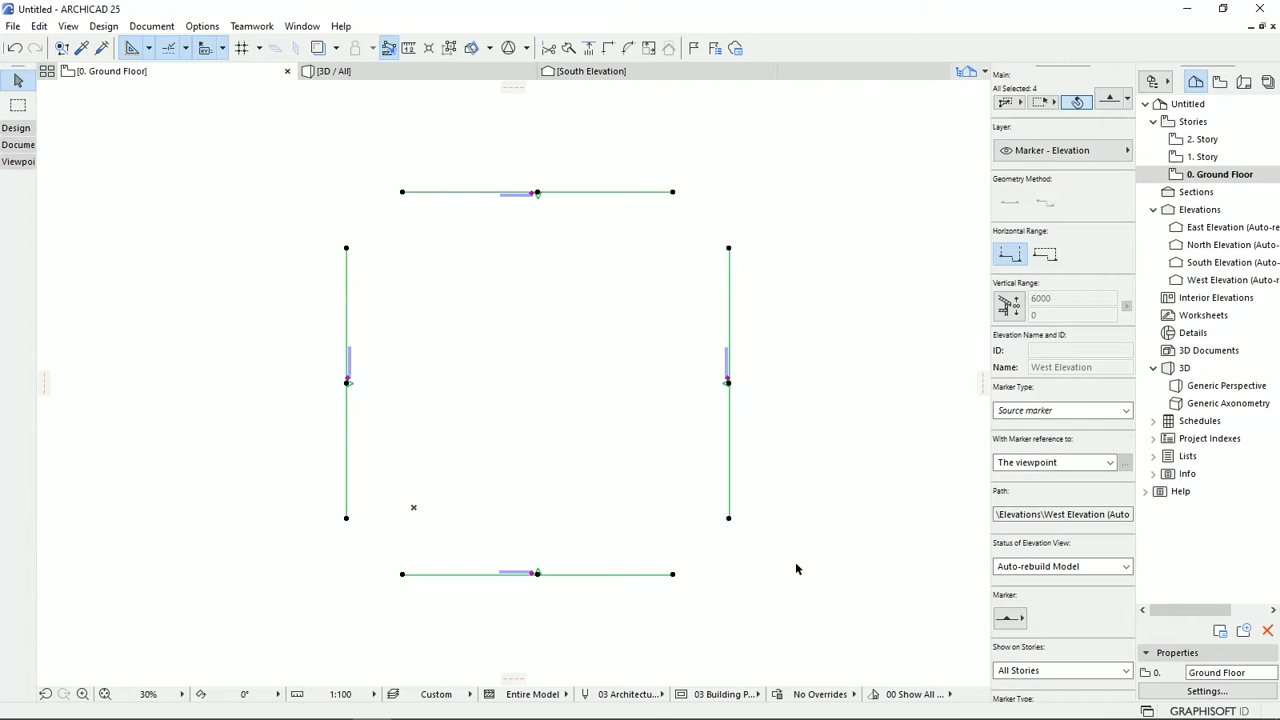 Untitled - ARCHICAD 25
File Edit View Design Document Options Teamwork Window Help
[0. Ground Floor] [3D / All] [South Elevation]
Design
Docume
Viewpoi
Main:
All Selected: 4
Layer:
Marker - Elevation
Geometry Method:
Horizontal Range:
Vertical Range:
6000
0
Elevation Name and ID:
ID:
Name: West Elevation
Marker Type:
Source marker
With Marker reference to:
The viewpoint
...
Path:
\Elevations\West Elevation (Auto
Status of Elevation View:
Auto-rebuild Model
Marker:
Show on Stories:
All Stories
Marker Type:
Untitled
Stories
2. Story
1. Story
0. Ground Floor
Sections
Elevations
East Elevation (Auto-re
North Elevation (Auto-
South Elevation (Auto-
West Elevation (Auto-r
Interior Elevations
Worksheets
Details
3D Documents
3D
Generic Perspective
Generic Axonometry
Schedules
Project Indexes
Lists
Info
Help
Properties
0. Ground Floor
Settings...
30% 0° 1:100 Custom Entire Model 03 Architectu... 03 Building P... No Overrides 00 Show All ...
GRAPHISOFT ID